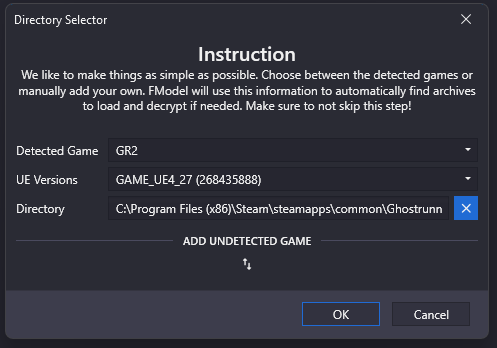 Directory Selector
Instruction
We like to make things as simple as possible. Choose between the detected games or
manually add your own. FModel will use this information to automatically find archives
to load and decrypt if needed. Make sure to not skip this step!
Detected Game GR2
UE Versions GAME_UE4_27 (268435888)
Directory C:\Program Files (x86)\Steam\steamapps\common\Ghostrunn
ADD UNDETECTED GAME
OK Cancel